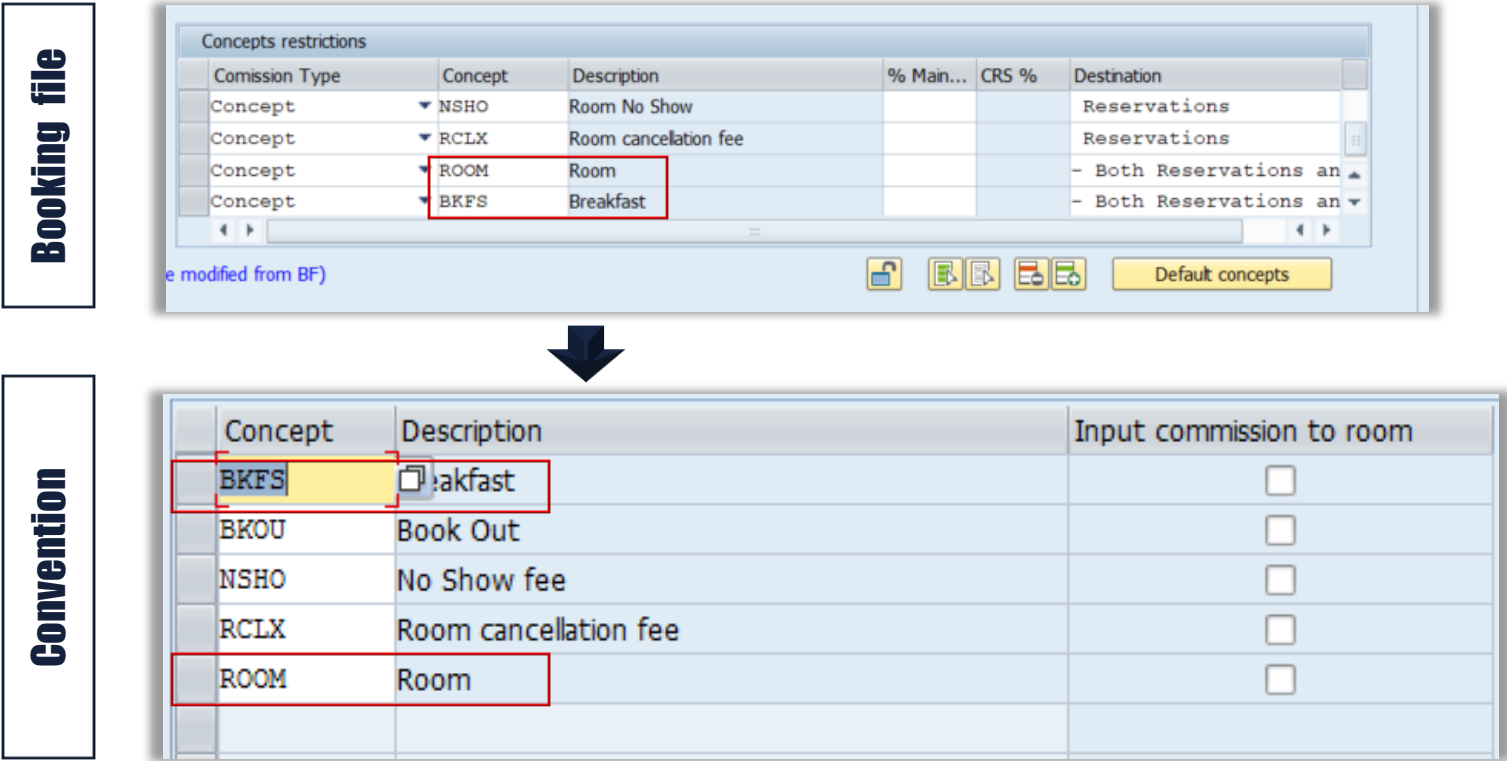 Booking file
Concepts restrictions
Comission Type Concept Description % Main... CRS % Destination
Concept NSHO Room No Show Reservations
Concept RCLX Room cancellation fee Reservations
Concept ROOM Room - Both Reservations an
Concept BKFS Breakfast - Both Reservations an
e modified from BF)
Default concepts
Convention
Concept Description Input commission to room
BKFS eakfast
BKOU Book Out
NSHO No Show fee
RCLX Room cancellation fee
ROOM Room